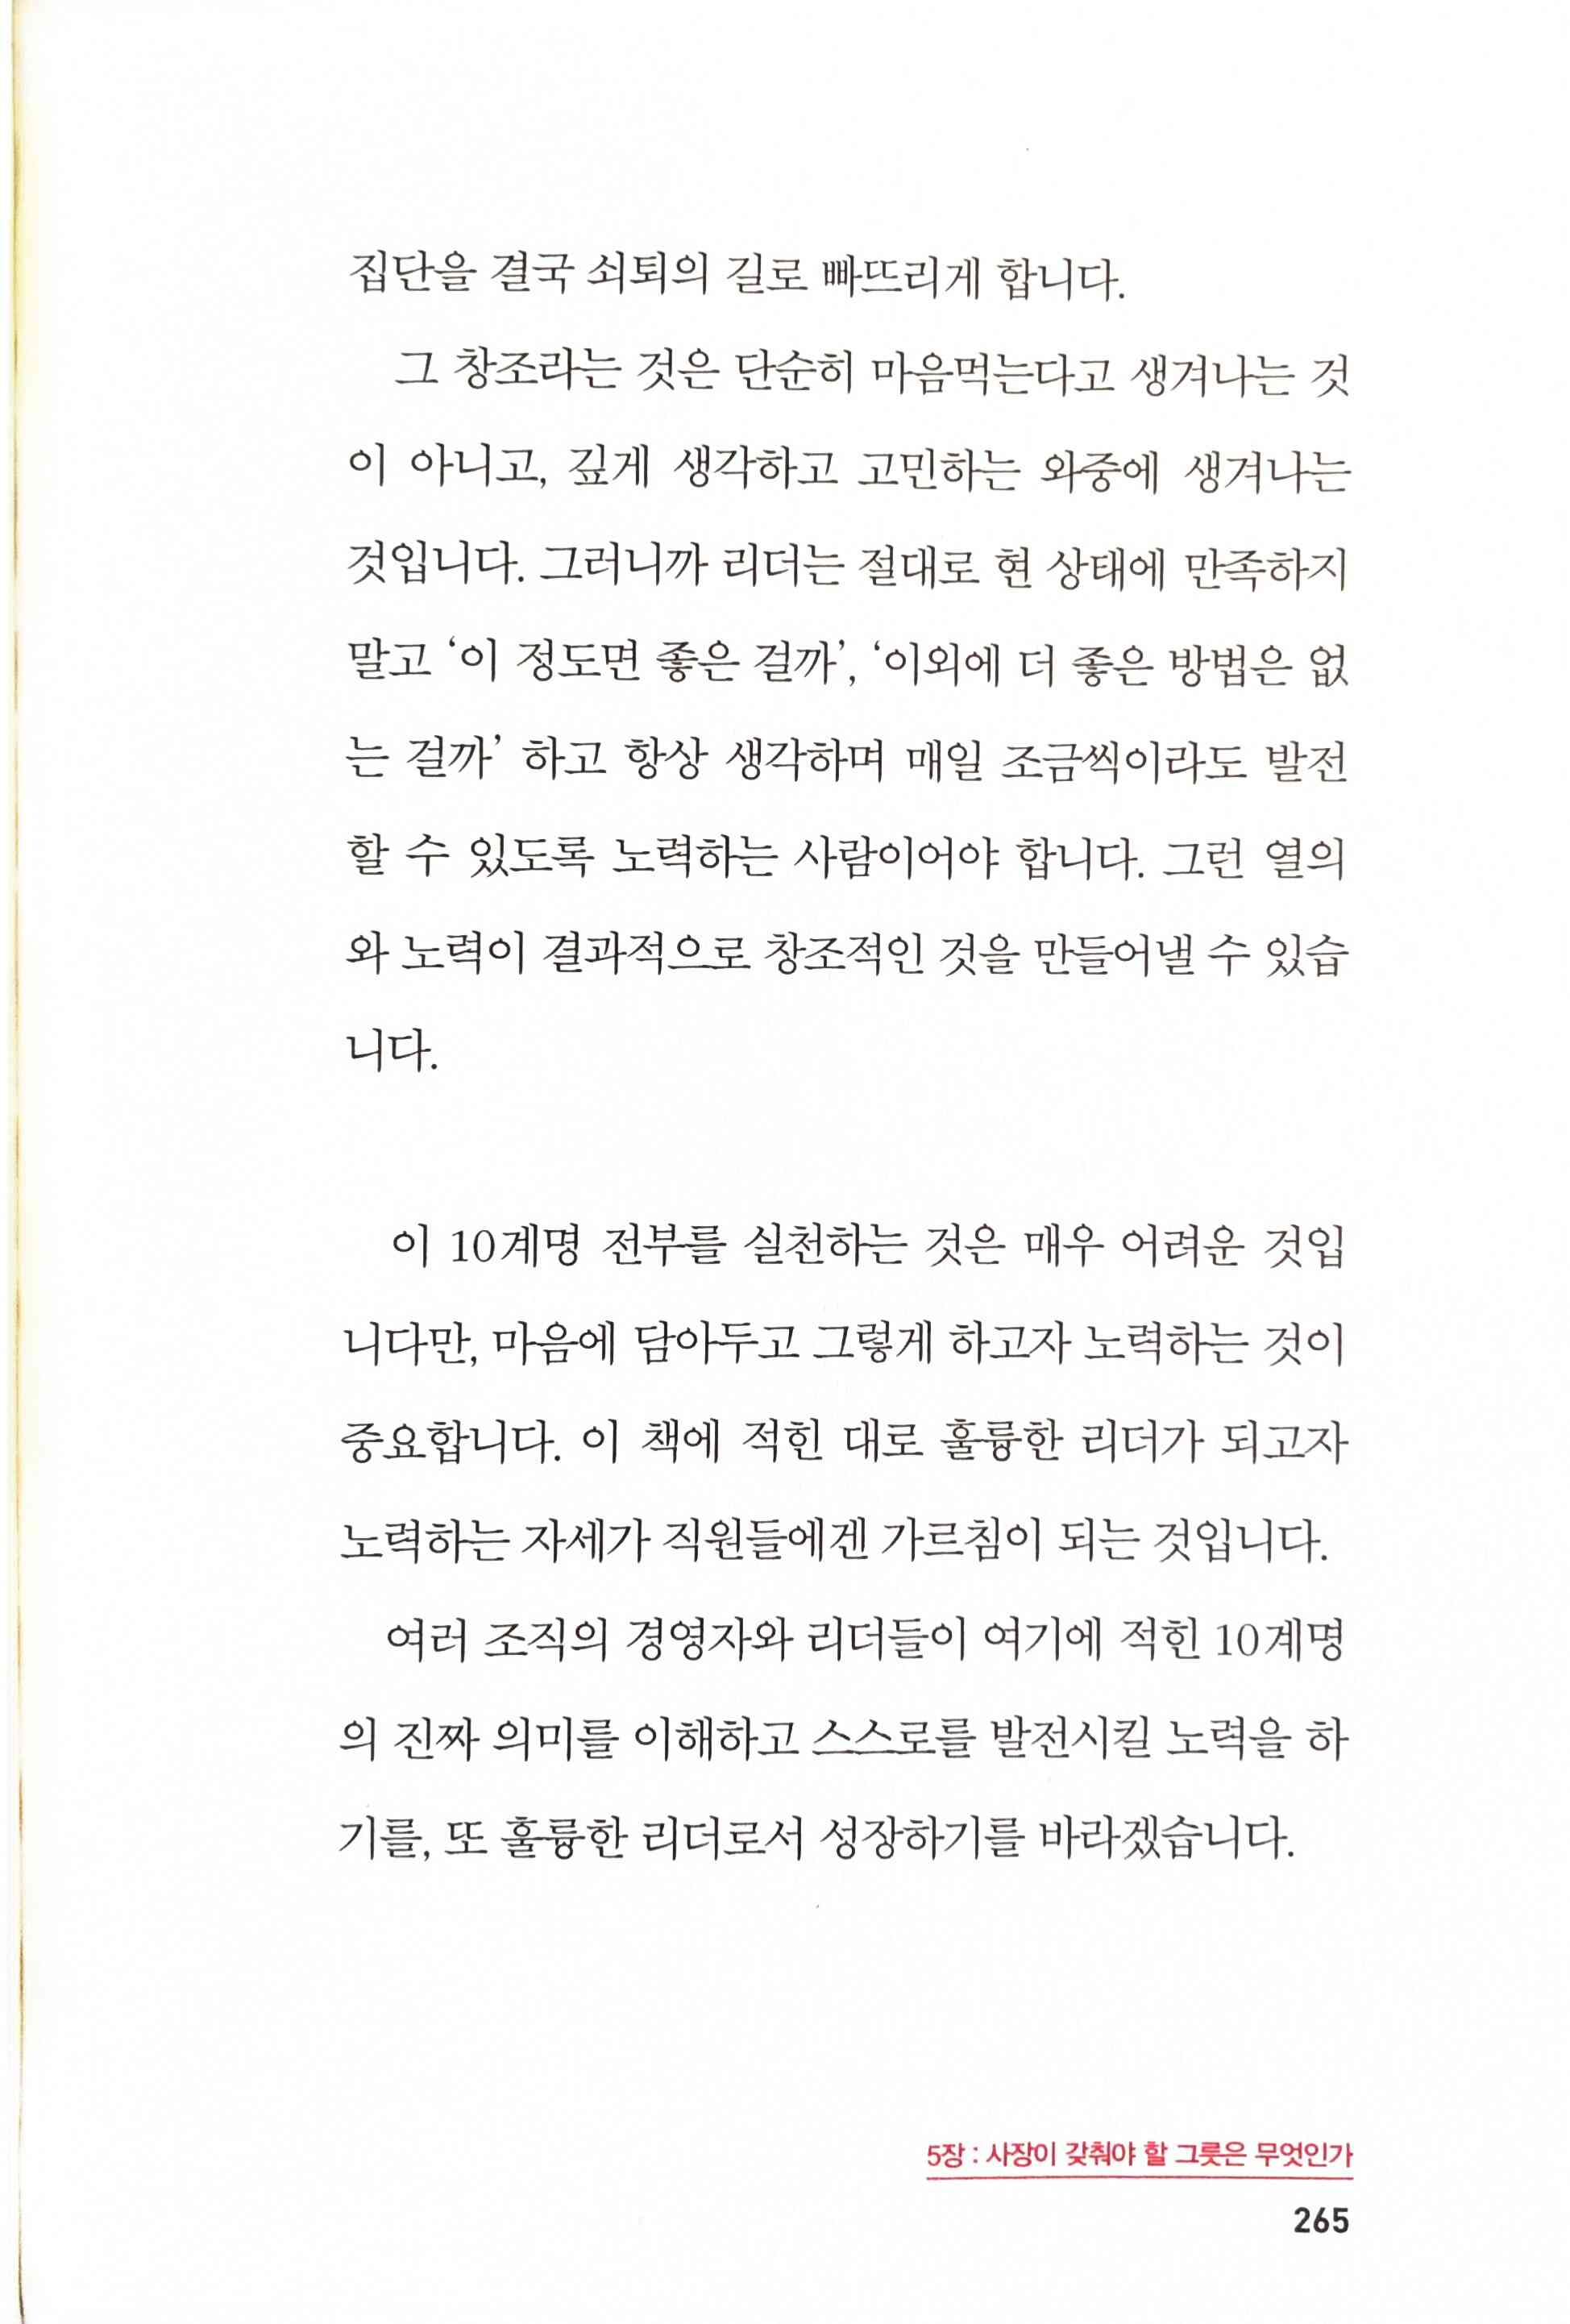 집단을 결국 쇠퇴의 길로 빠뜨리게 합니다.
그 창조라는 것은 단순히 마음먹는다고 생겨나는 것
이 아니고, 깊게 생각하고 고민하는 와중에 생겨나는
것입니다. 그러니까 리더는 절대로 현 상태에 만족하지
말고 ‘이 정도면 좋은 걸까’, ‘이외에 더 좋은 방법은 없
는 걸까’ 하고 항상 생각하며 매일 조금씩이라도 발전
할 수 있도록 노력하는 사람이어야 합니다. 그런 열의
와 노력이 결과적으로 창조적인 것을 만들어낼 수 있습
니다.
이 10계명 전부를 실천하는 것은 매우 어려운 것입
니다만, 마음에 담아두고 그렇게 하고자 노력하는 것이
중요합니다. 이 책에 적힌 대로 훌륭한 리더가 되고자
노력하는 자세가 직원들에겐 가르침이 되는 것입니다.
여러 조직의 경영자와 리더들이 여기에 적힌 10계명
의 진짜 의미를 이해하고 스스로를 발전시킬 노력을 하
기를, 또 훌륭한 리더로서 성장하기를 바라겠습니다.
5장 : 사장이 갖춰야 할 그릇은 무엇인가
265